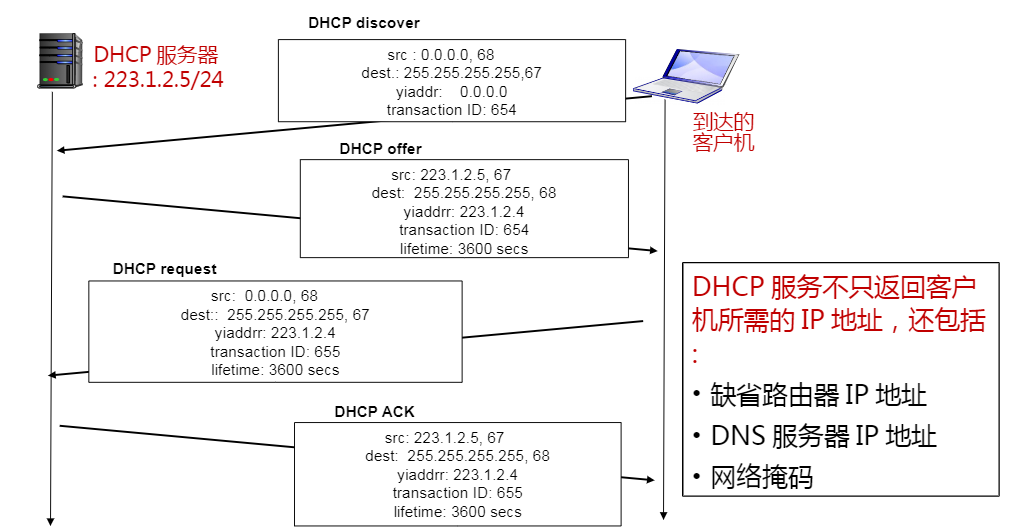 DHCP discover
DHCP 服务器
: 223.1.2.5/24
src : 0.0.0.0, 68
dest.: 255.255.255.255,67
yiaddr: 0.0.0.0
transaction ID: 654
到达的
客户机
DHCP offer
src: 223.1.2.5, 67
dest: 255.255.255.255, 68
yiaddrr: 223.1.2.4
transaction ID: 654
lifetime: 3600 secs
DHCP request
src: 0.0.0.0, 68
dest:: 255.255.255.255, 67
yiaddrr: 223.1.2.4
transaction ID: 655
lifetime: 3600 secs
DHCP ACK
src: 223.1.2.5, 67
dest: 255.255.255.255, 68
yiaddrr: 223.1.2.4
transaction ID: 655
lifetime: 3600 secs
DHCP 服务不只返回客户
机所需的 IP 地址，还包括
:
• 缺省路由器 IP 地址
• DNS 服务器 IP 地址
• 网络掩码